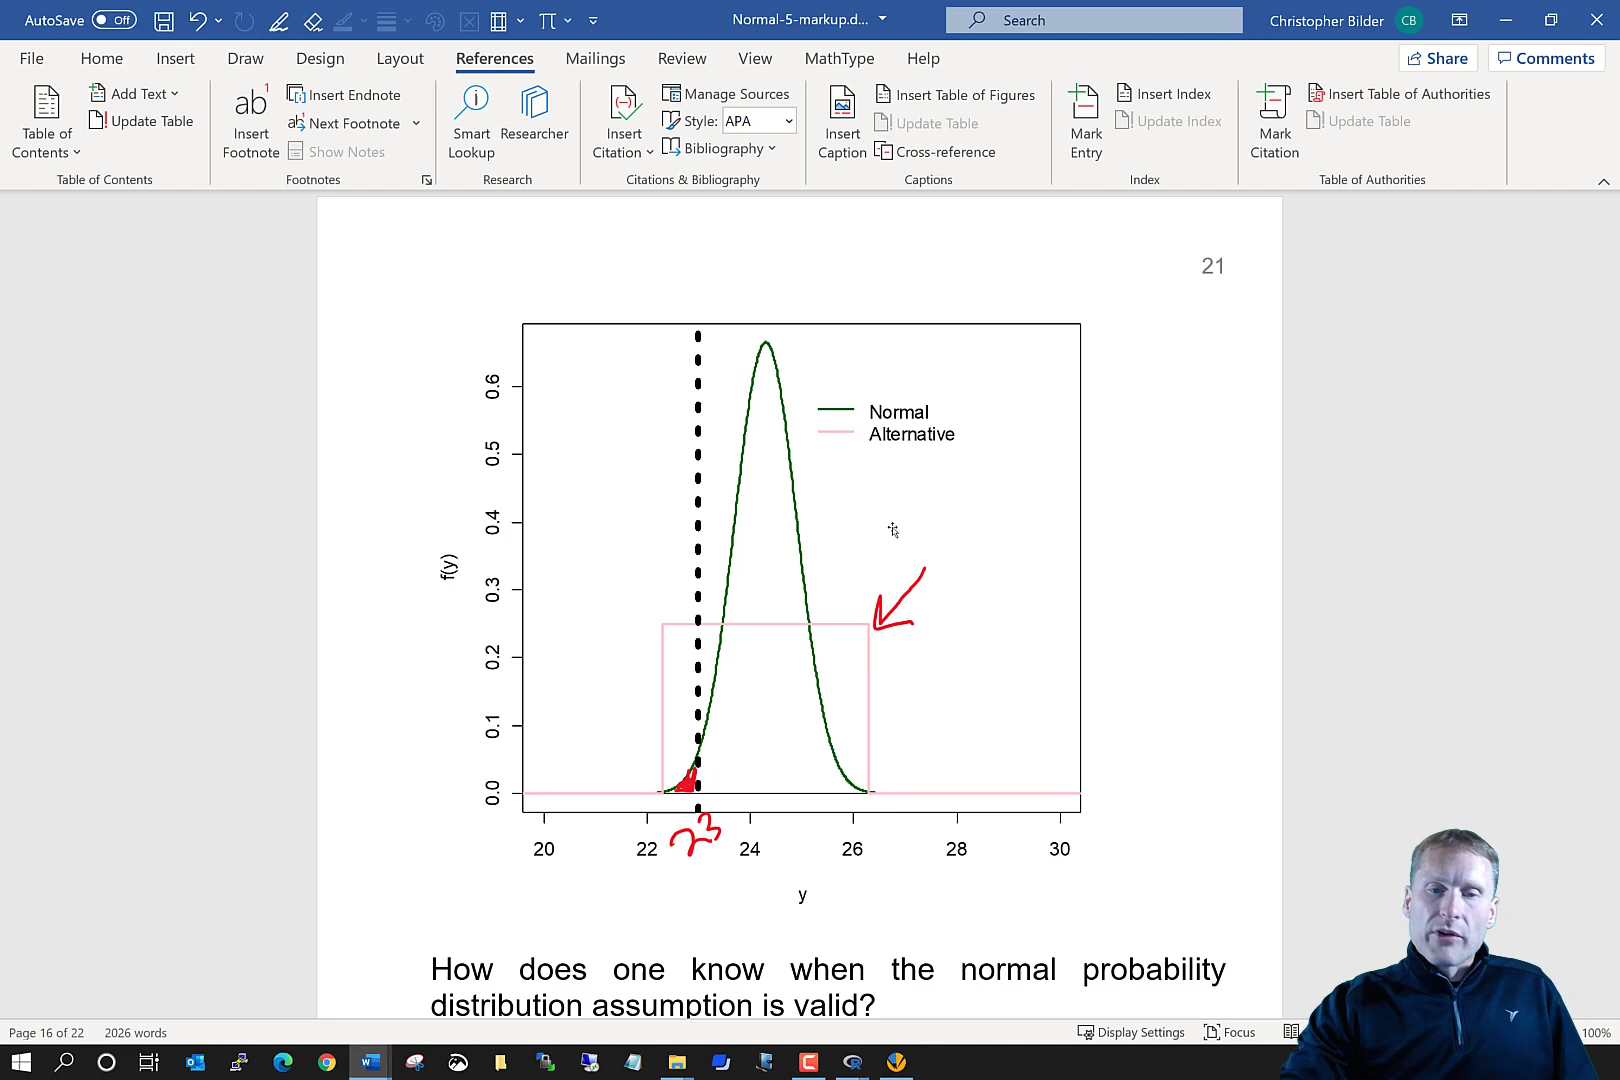 AutoSave Off Normal-5-markup.d... Search Christopher Bilder CB
File Home Insert Draw Design Layout References Mailings Review View MathType Help Share Comments
Table of Contents
Add Text
Update Table
Table of Contents
ab1
Insert Footnote
Insert Endnote
Next Footnote
Show Notes
Footnotes
Smart Lookup
Researcher
Research
Insert Citation
Manage Sources
Style: APA
Bibliography
Citations & Bibliography
Insert Caption
Insert Table of Figures
Update Table
Cross-reference
Captions
Mark Entry
Insert Index
Update Index
Index
Mark Citation
Insert Table of Authorities
Update Table
Table of Authorities
21
Normal
Alternative
f(y)
0.6
0.5
0.4
0.3
0.2
0.1
0.0
23
20 22 24 26 28 30
y
How does one know when the normal probability
distribution assumption is valid?
Page 16 of 22 2026 words Display Settings Focus 100%